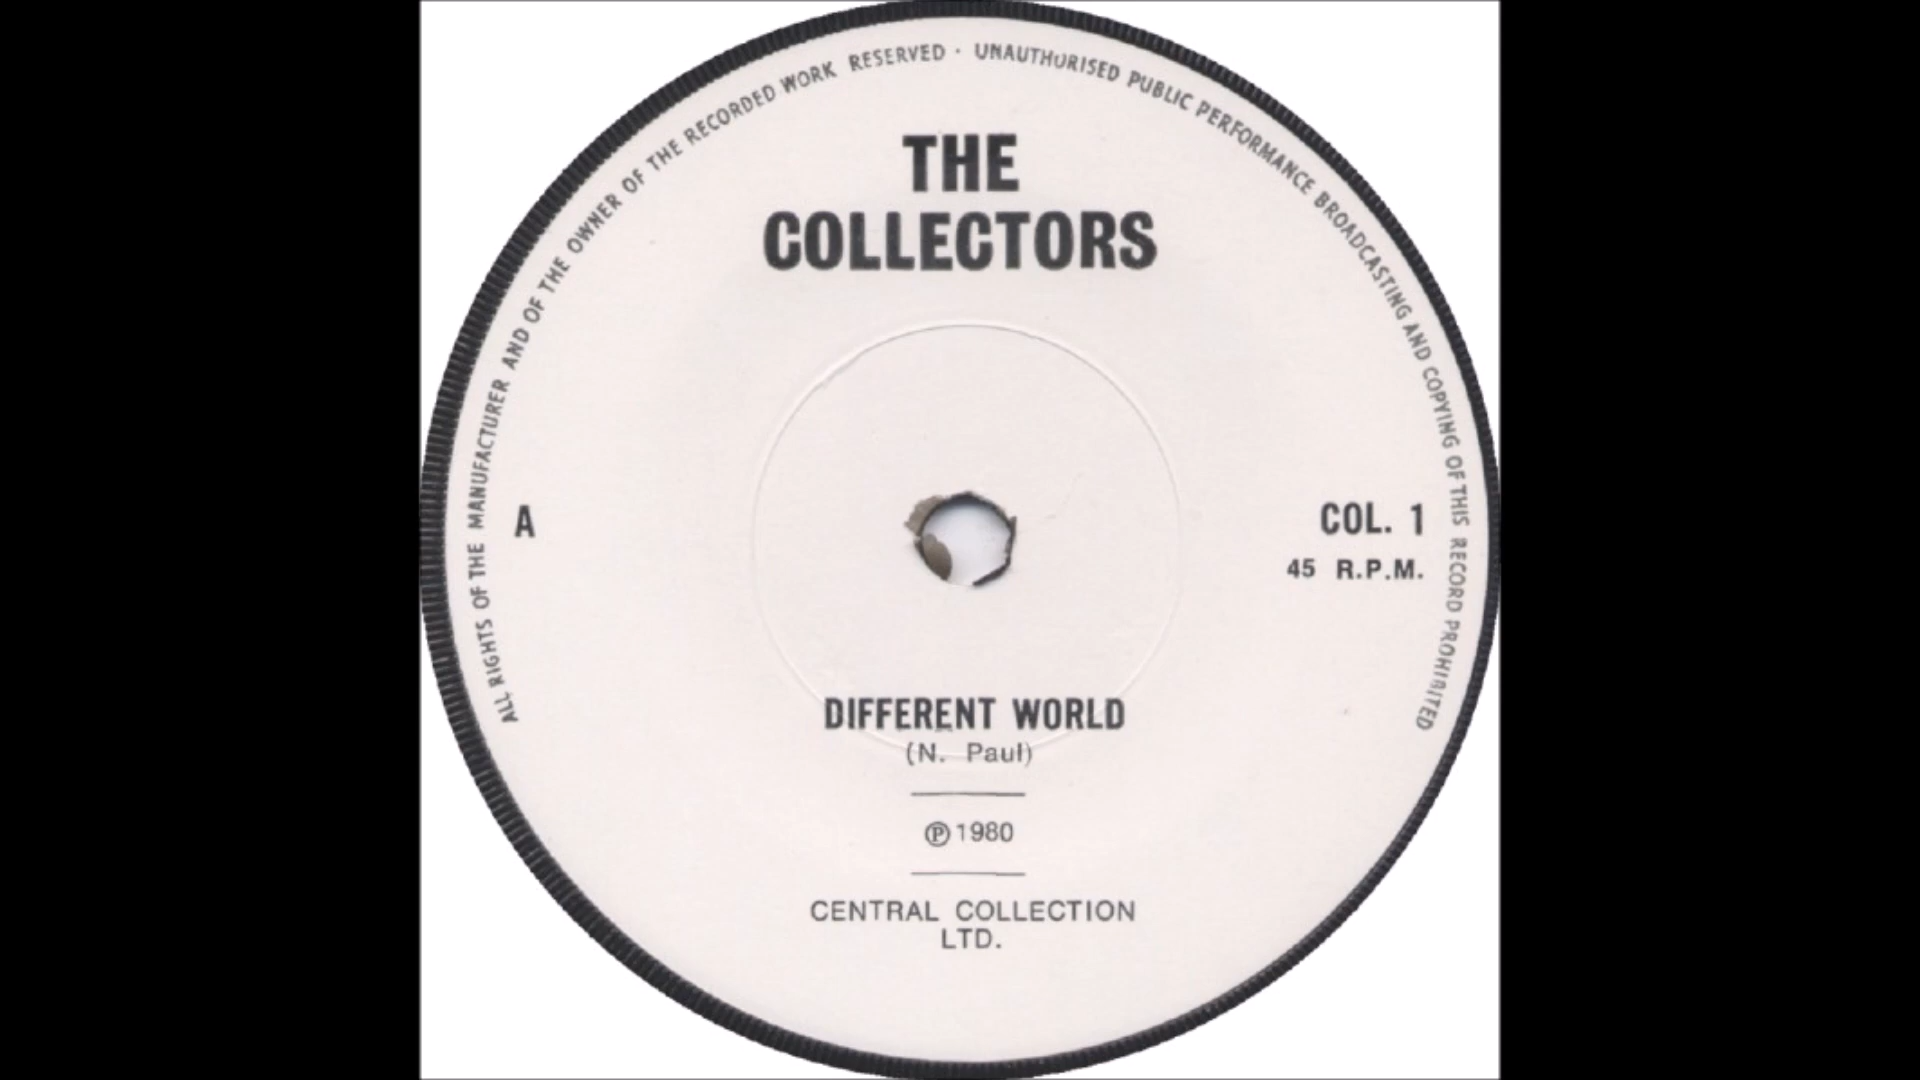 ALL RIGHTS OF THE MANUFACTURER AND OF THE OWNER OF THE RECORDED WORK RESERVED · UNAUTHORISED PUBLIC PERFORMANCE BROADCASTING AND COPYING OF THIS RECORD PROHIBITED
THE
COLLECTORS
A
COL. 1
45 R.P.M.
DIFFERENT WORLD
(N. Paul)
℗ 1980
CENTRAL COLLECTION
LTD.